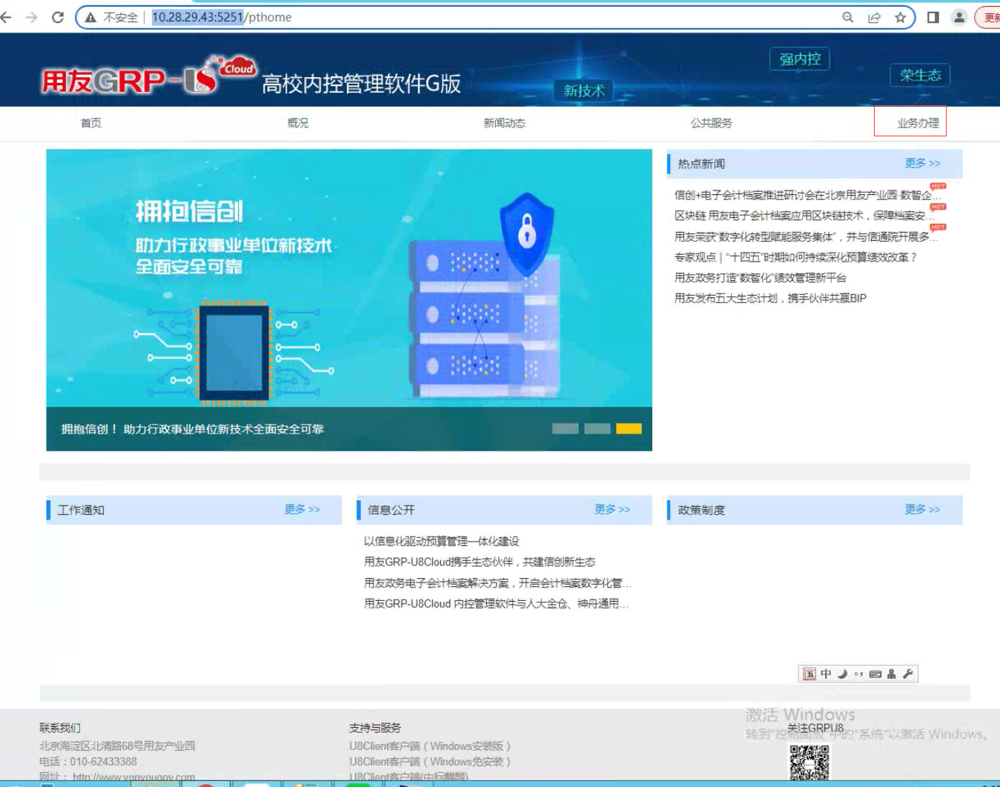 不安全 | 10.28.29.43:5251/pthome
更新
用友GRP-U8 Cloud 高校内控管理软件G版
新技术
强内控
荣生态
首页 概况 新闻动态 公共服务 业务办理
拥抱信创
助力行政事业单位新技术
全面安全可靠
拥抱信创！ 助力行政事业单位新技术全面安全可靠
热点新闻 更多 >>
信创+电子会计档案推进研讨会在北京用友产业园·数智企... HOT
区块链 用友电子会计档案应用区块链技术，保障档案安... HOT
用友荣获“数字化转型赋能服务集体”，并与信通院开展多... HOT
专家观点 | “十四五”时期如何持续深化预算绩效改革？
用友政务打造“数智化”绩效管理新平台
用友发布五大生态计划，携手伙伴共赢BIP
工作通知 更多 >>
信息公开 更多 >>
以信息化驱动预算管理一体化建设
用友GRP-U8Cloud携手生态伙伴，共建信创新生态
用友政务电子会计档案解决方案，开启会计档案数字化管...
用友GRP-U8Cloud 内控管理软件与人大金仓、神舟通用...
政策制度 更多 >>
五 中
联系我们
北京海淀区北清路68号用友产业园
电话：010-62433388
网址： http://www.yonyougov.com
支持与服务
U8Client客户端（Windows安装版）
U8Client客户端（Windows免安装）
U8Client客户端(中标麒麟)
关注GRPU8
激活 Windows
转到“控制面板”中的“系统”以激活 Windows。